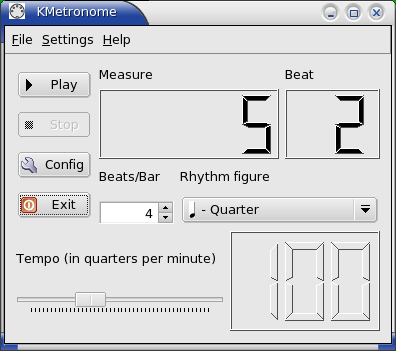 KMetronome
File Settings Help
Play
Measure
Beat
5
2
Stop
Config
Beats/Bar
Rhythm figure
Exit
4
- Quarter
Tempo (in quarters per minute)
100